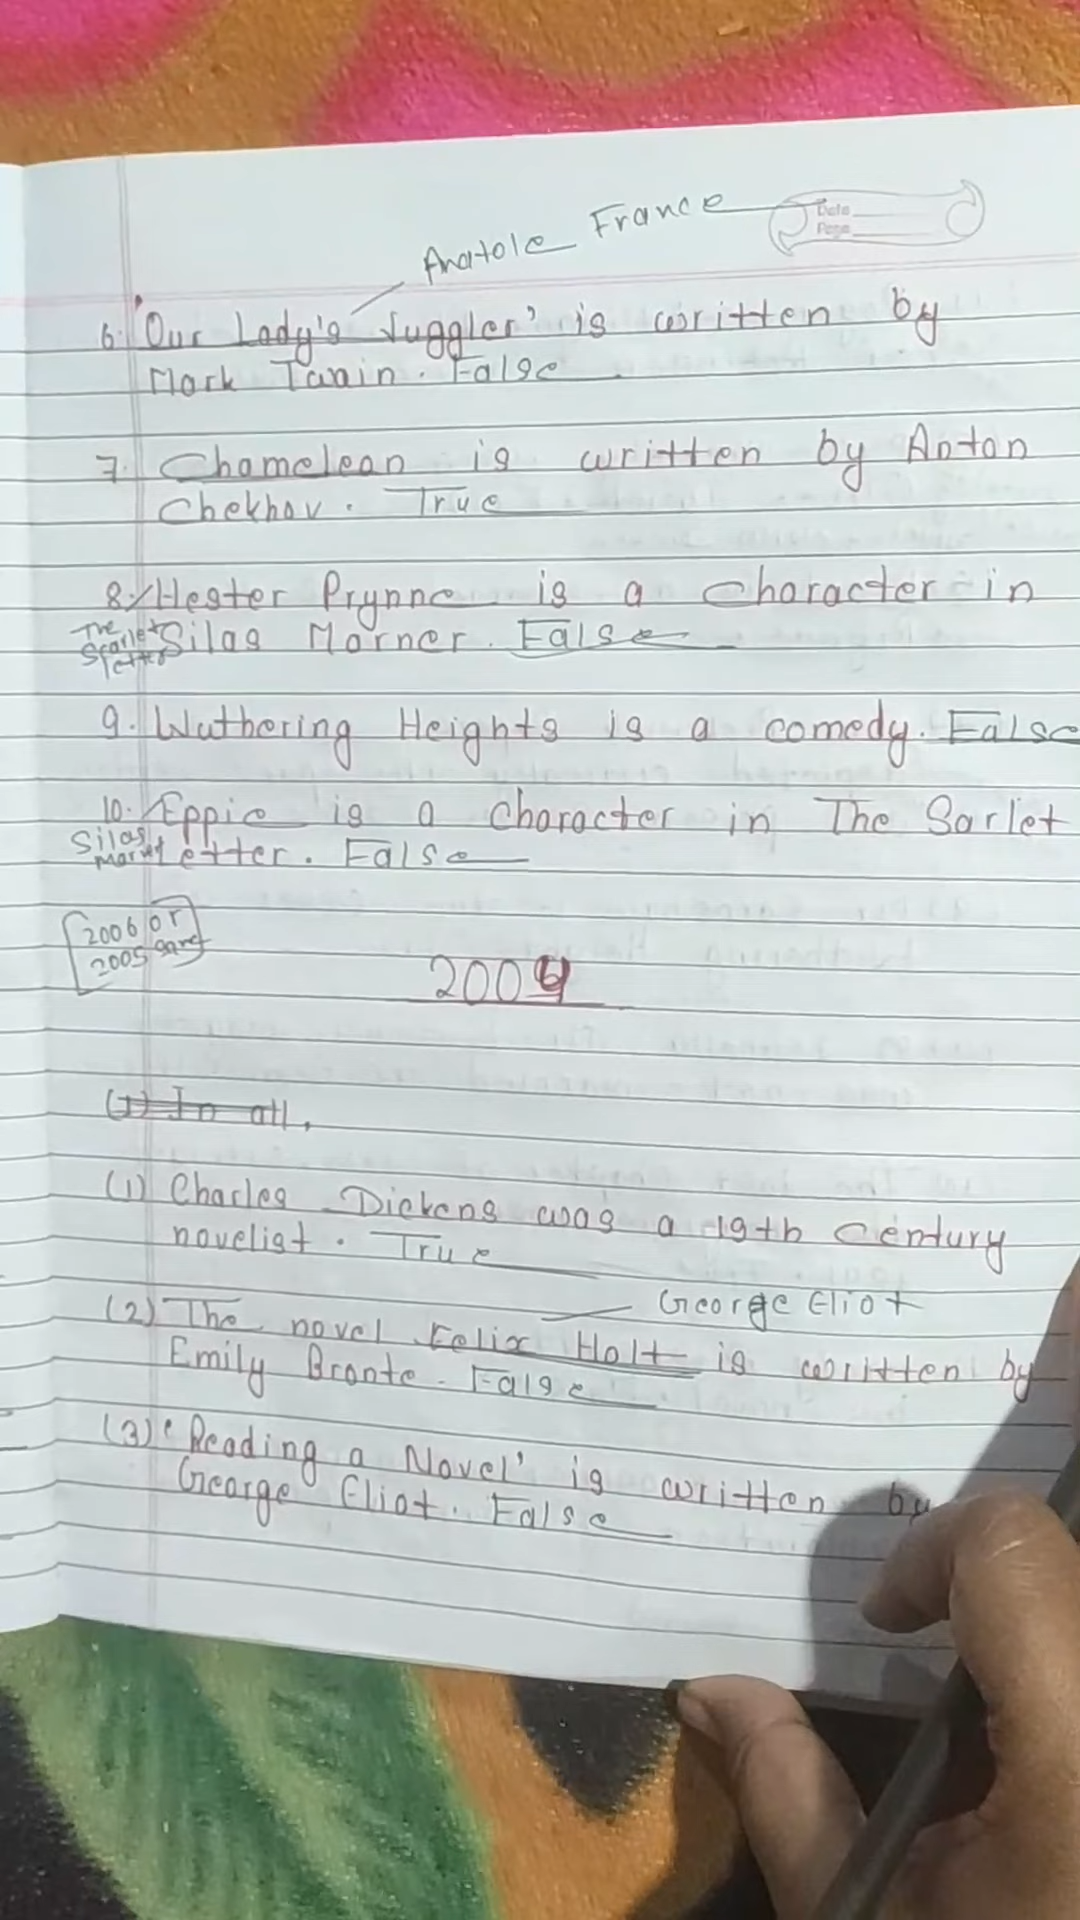 Anatole France
Date
Page
6. 'Our Lady's Juggler' is written by
Mark Twain. False
7. Chamelean is written by Anton
Chekhov. True
8. Hester Prynne is a character in
The Scarlet Letter
Silas Marner. False
9. Wuthering Heights is a comedy. False
10. Eppie is a character in The Sarlet
Silas Marner
Letter. False
2006 or
2005 same
2004
(1) In all,
(1) Charles Dickens was a 19th Century
novelist. True
George Eliot
(2) The novel Felix Holt is written by
Emily Bronte. False
(3) 'Reading a Novel' is written by
George Eliot. False